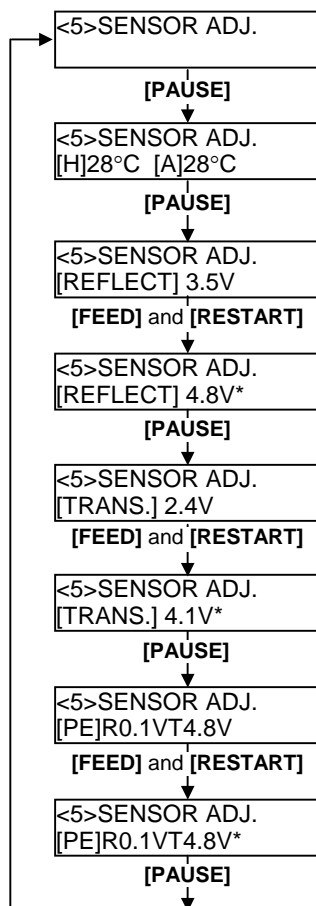 <5>SENSOR ADJ.
[PAUSE]
<5>SENSOR ADJ.
[H]28°C [A]28°C
[PAUSE]
<5>SENSOR ADJ.
[REFLECT] 3.5V
[FEED] and [RESTART]
<5>SENSOR ADJ.
[REFLECT] 4.8V*
[PAUSE]
<5>SENSOR ADJ.
[TRANS.] 2.4V
[FEED] and [RESTART]
<5>SENSOR ADJ.
[TRANS.] 4.1V*
[PAUSE]
<5>SENSOR ADJ.
[PE]R0.1VT4.8V
[FEED] and [RESTART]
<5>SENSOR ADJ.
[PE]R0.1VT4.8V*
[PAUSE]